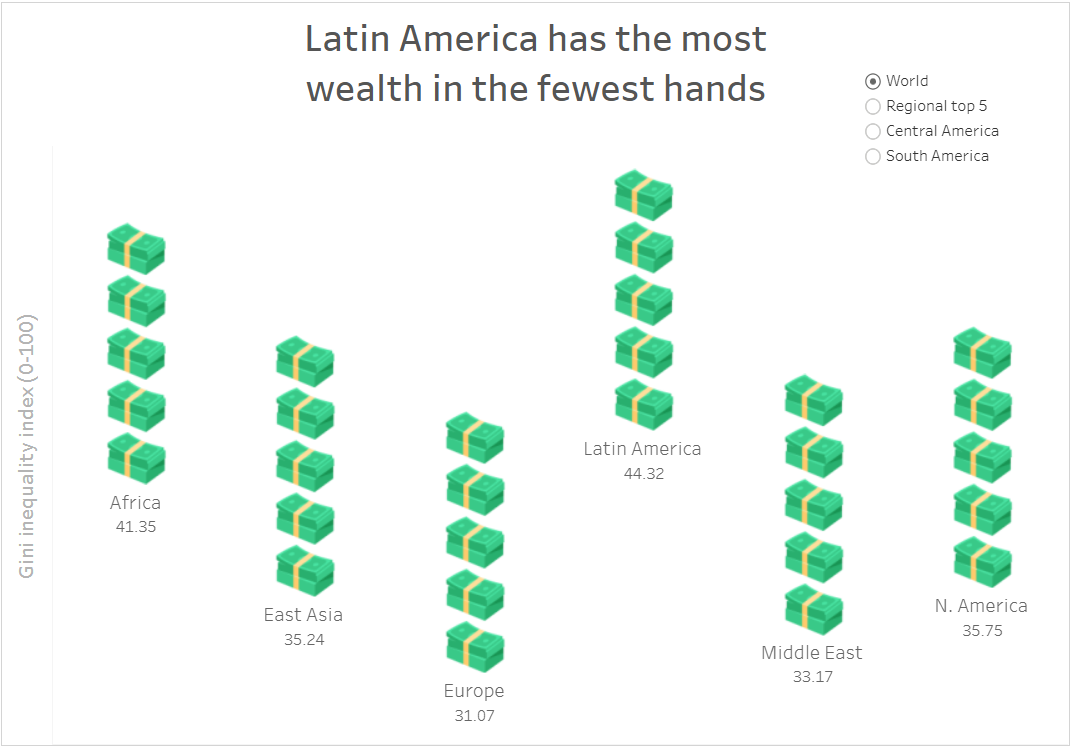 Latin America has the most
wealth in the fewest hands
World
Regional top 5
Central America
South America
Gini inequality index (0-100)
Africa
41.35
East Asia
35.24
Europe
31.07
Latin America
44.32
Middle East
33.17
N. America
35.75